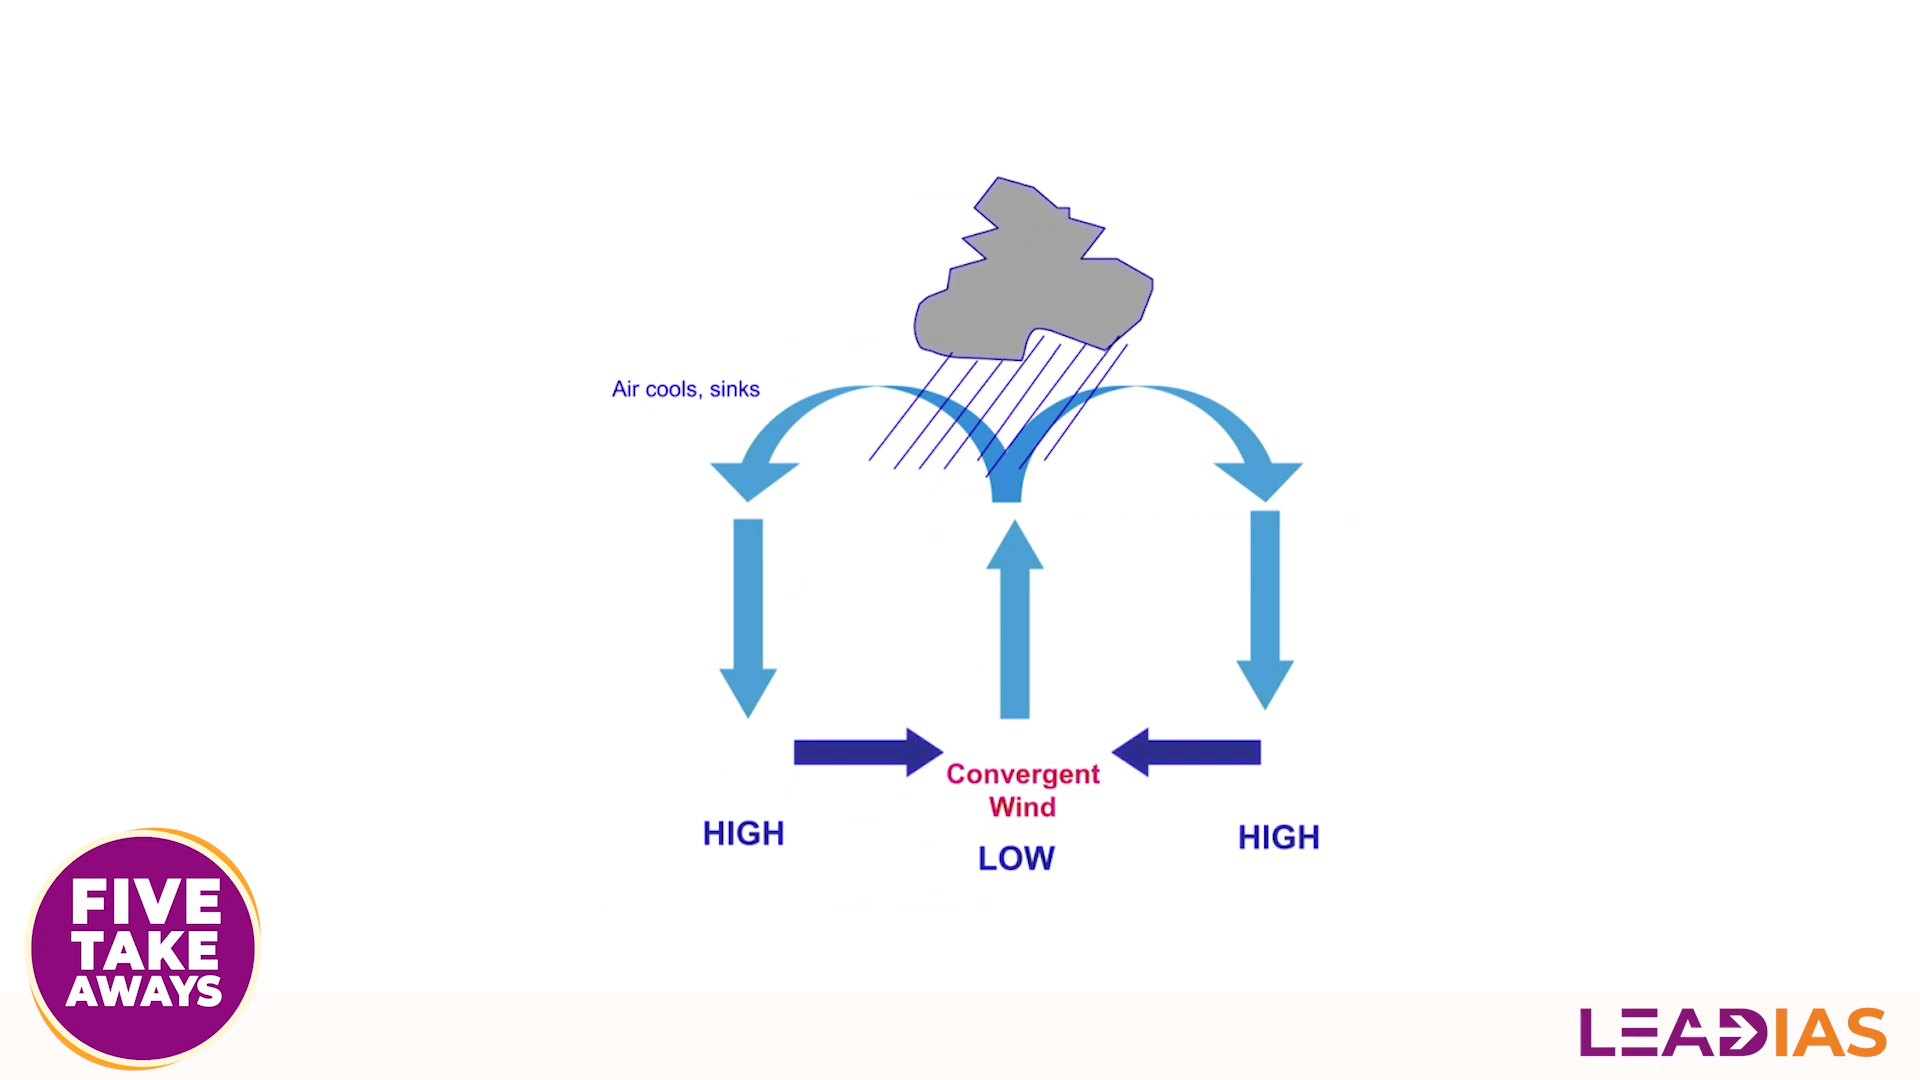 Air cools, sinks
Convergent
Wind
HIGH
LOW
HIGH
FIVE
TAKE
AWAYS
LEADIAS